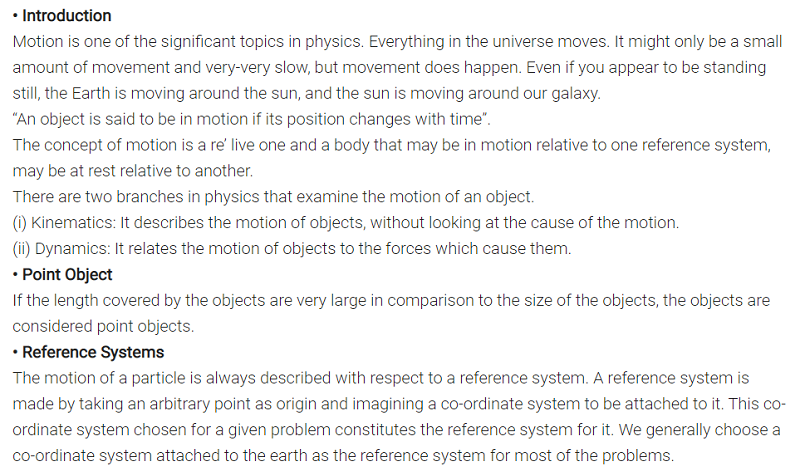 • Introduction
Motion is one of the significant topics in physics. Everything in the universe moves. It might only be a small
amount of movement and very-very slow, but movement does happen. Even if you appear to be standing
still, the Earth is moving around the sun, and the sun is moving around our galaxy.
“An object is said to be in motion if its position changes with time”.
The concept of motion is a re’ live one and a body that may be in motion relative to one reference system,
may be at rest relative to another.
There are two branches in physics that examine the motion of an object.
(i) Kinematics: It describes the motion of objects, without looking at the cause of the motion.
(ii) Dynamics: It relates the motion of objects to the forces which cause them.
• Point Object
If the length covered by the objects are very large in comparison to the size of the objects, the objects are
considered point objects.
• Reference Systems
The motion of a particle is always described with respect to a reference system. A reference system is
made by taking an arbitrary point as origin and imagining a co-ordinate system to be attached to it. This co-
ordinate system chosen for a given problem constitutes the reference system for it. We generally choose a
co-ordinate system attached to the earth as the reference system for most of the problems.